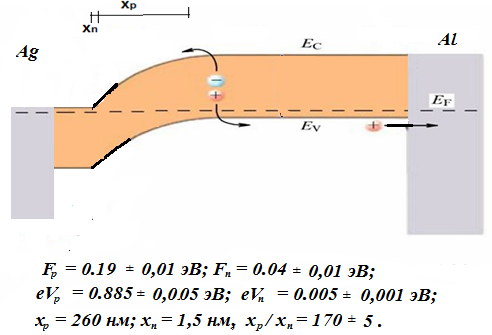 xp
xn
Ag
EC
Al
EF
EV
Fp = 0.19 ± 0,01 эВ; Fn = 0.04 ± 0,01 эВ;
eVp = 0.885 ± 0,005 эВ; eVn = 0.005 ± 0,001 эВ;
xp = 260 нм; xn = 1,5 нм, xp / xn = 170 ± 5 .